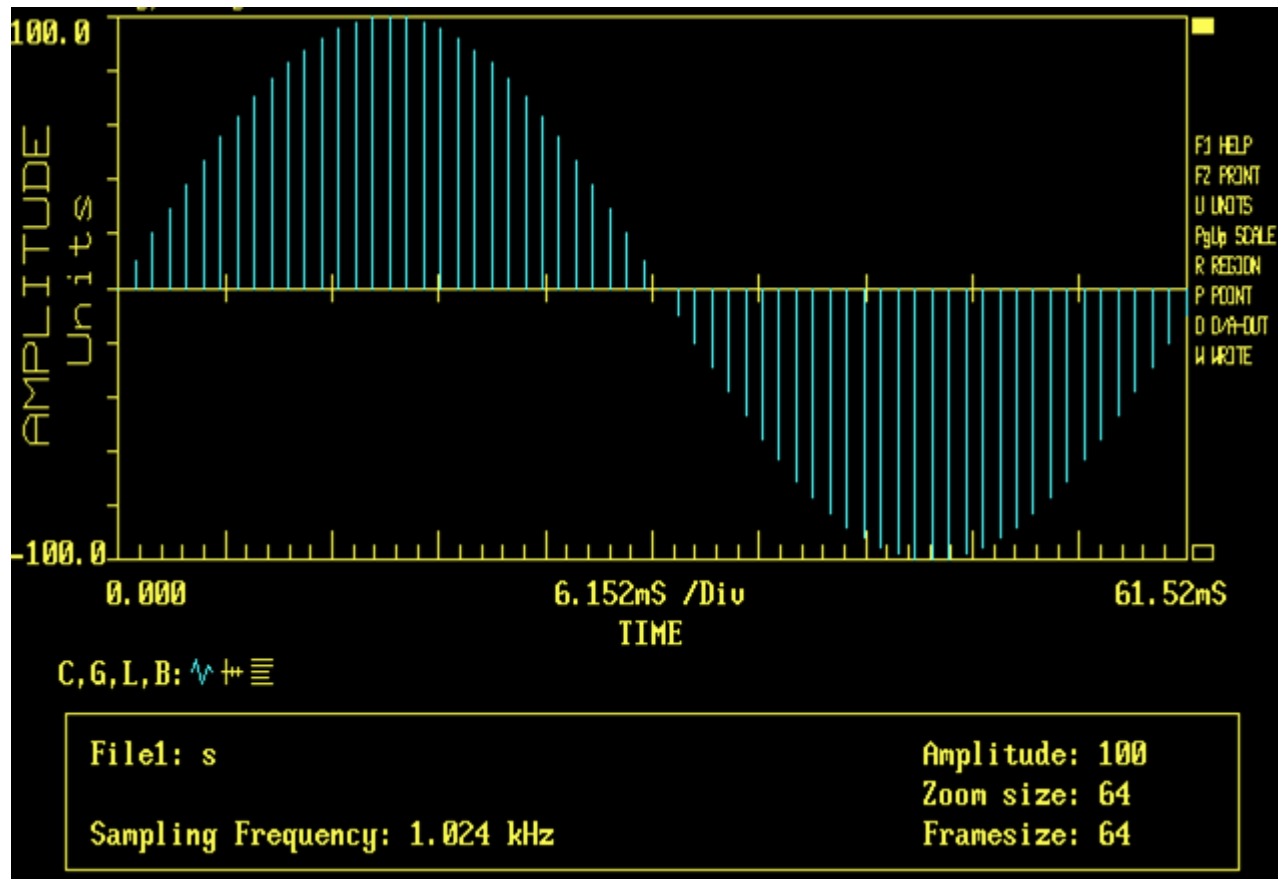 100.0
AMPLITUDE
Units
-100.0
0.000 6.152mS /Div 61.52mS
TIME
F1 HELP
F2 PRINT
U UNITS
PgUp SCALE
R REGION
P POINT
D D/A-OUT
W WRITE
C,G,L,B:
File1: s
Amplitude: 100
Zoom size: 64
Sampling Frequency: 1.024 kHz
Framesize: 64